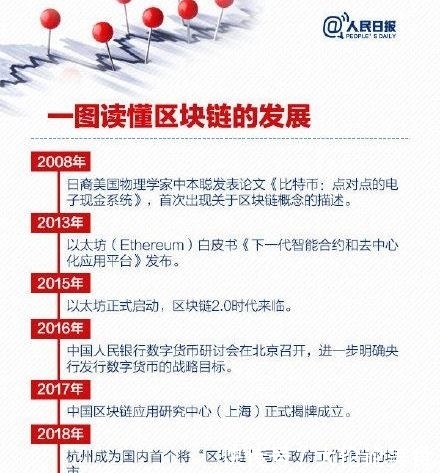 @人民日报
PEOPLE'S DAILY
一图读懂区块链的发展
2008年
日裔美国物理学家中本聪发表论文《比特币：点对点的电
子现金系统》，首次出现关于区块链概念的描述。
2013年
以太坊（Ethereum）白皮书《下一代智能合约和去中心
化应用平台》发布。
2015年
以太坊正式启动，区块链2.0时代来临。
2016年
中国人民银行数字货币研讨会在北京召开，进一步明确央
行发行数字货币的战略目标。
2017年
中国区块链应用研究中心（上海）正式揭牌成立。
2018年
杭州成为国内首个将“区块链”写入政府工作报告的城